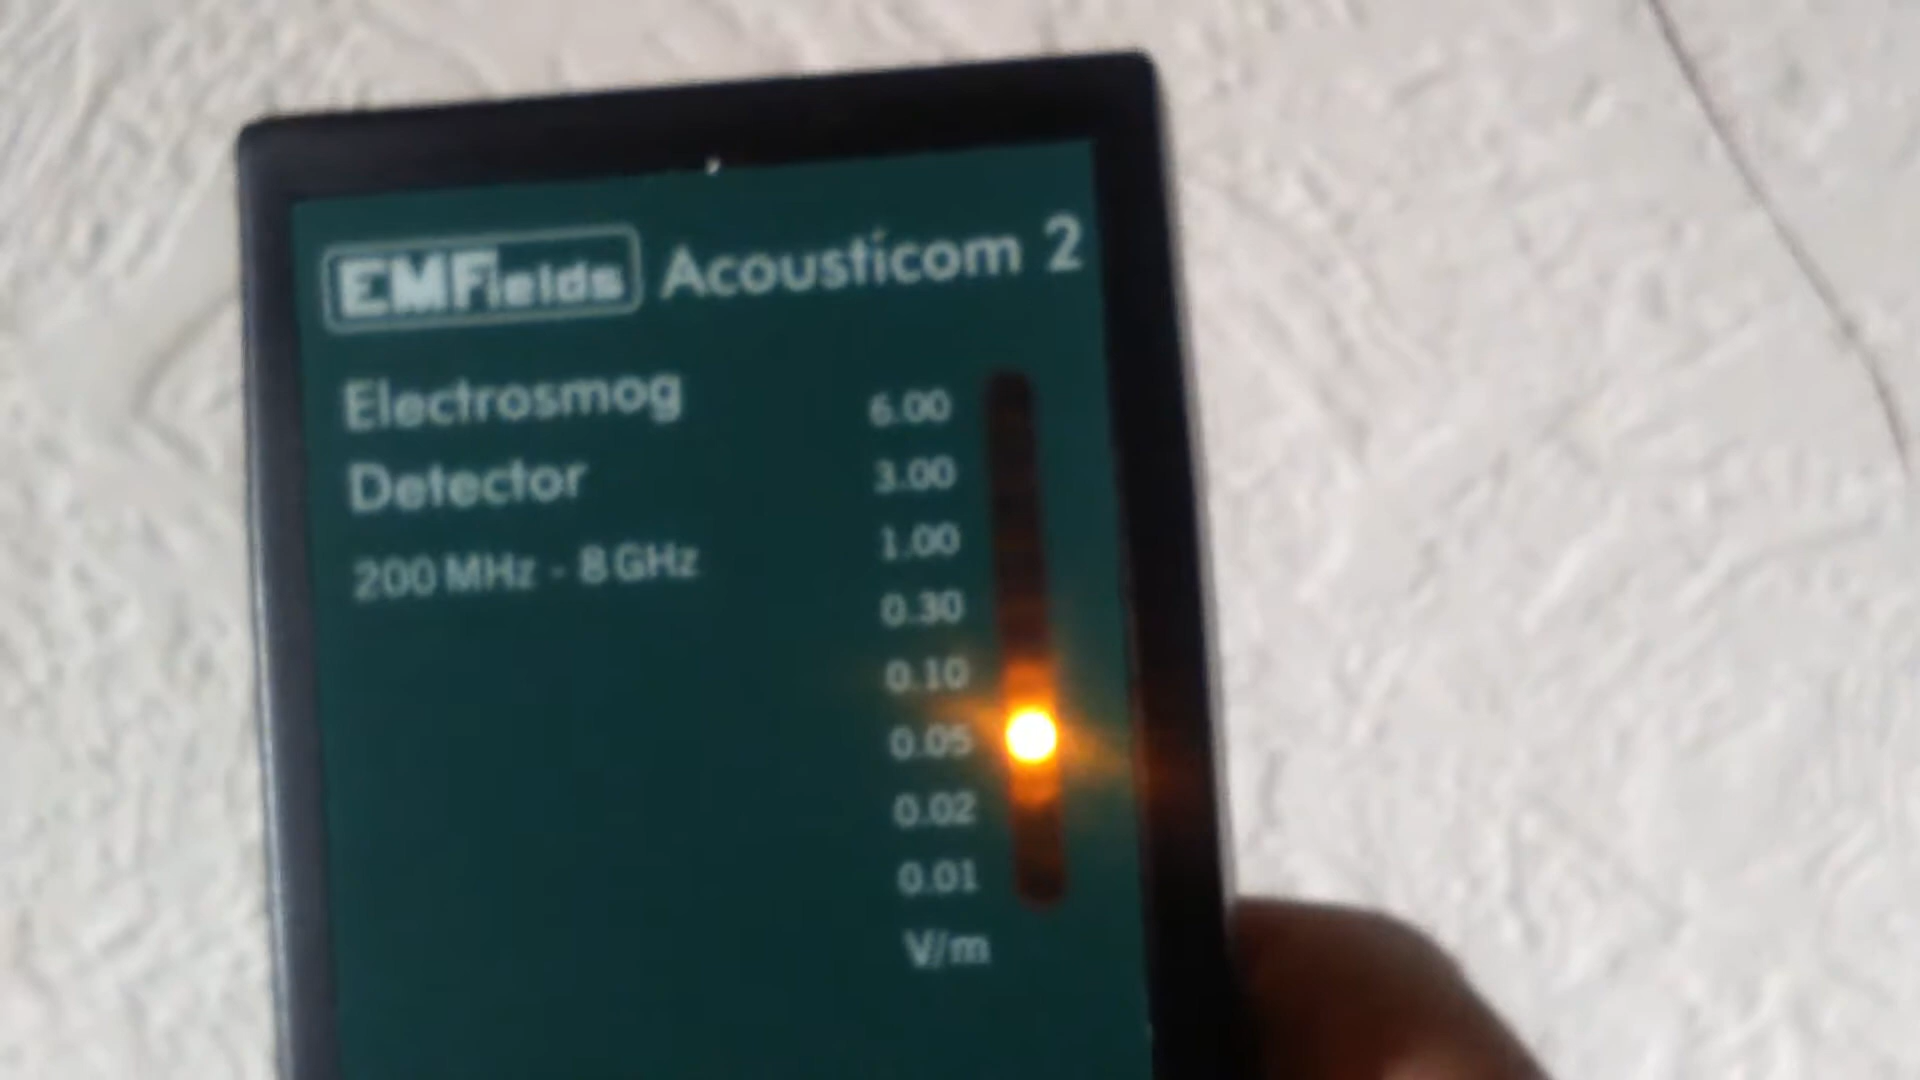 EMFields Acousticom 2
Electrosmog
Detector
200 MHz - 8 GHz
6.00
3.00
1.00
0.30
0.10
0.05
0.02
0.01
V/m